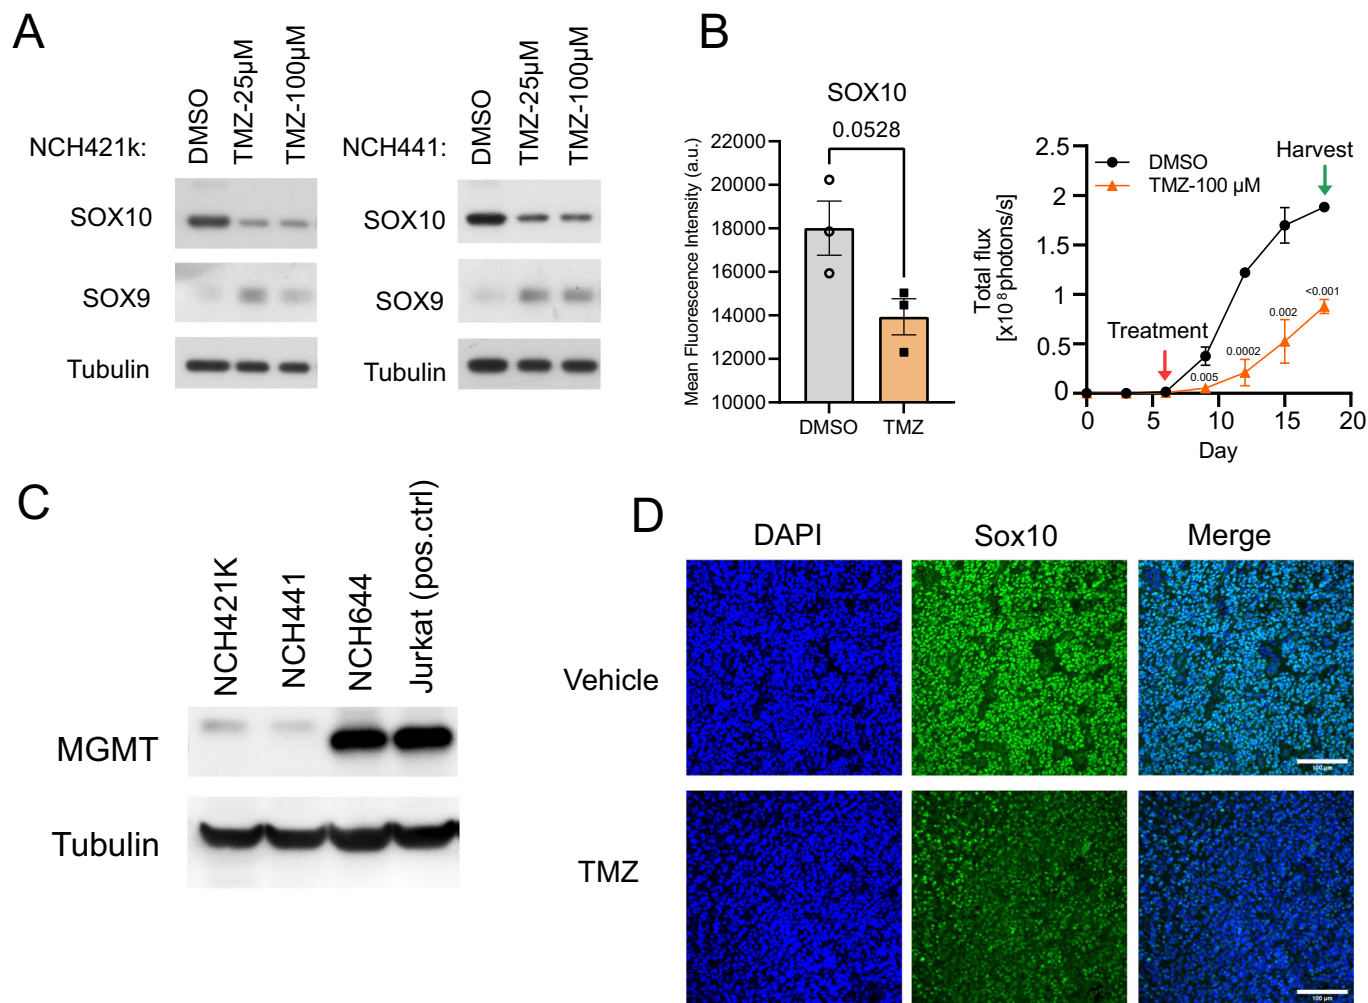 A
NCH421k:
DMSO
TMZ-25µM
TMZ-100µM
SOX10
SOX9
Tubulin
NCH441:
DMSO
TMZ-25µM
TMZ-100µM
SOX10
SOX9
Tubulin
B
SOX10
0.0528
Mean Fluorescence Intensity (a.u.)
22000
20000
18000
16000
14000
12000
10000
DMSO
TMZ
Total flux
[x10⁸photons/s]
2.5
2
1.5
1
0.5
0
DMSO
TMZ-100 µM
Harvest
Treatment
0.005
0.0002
0.002
<0.001
0
5
10
15
20
Day
C
NCH421K
NCH441
NCH644
Jurkat (pos.ctrl)
MGMT
Tubulin
D
DAPI
Sox10
Merge
Vehicle
100 µm
TMZ
100 µm